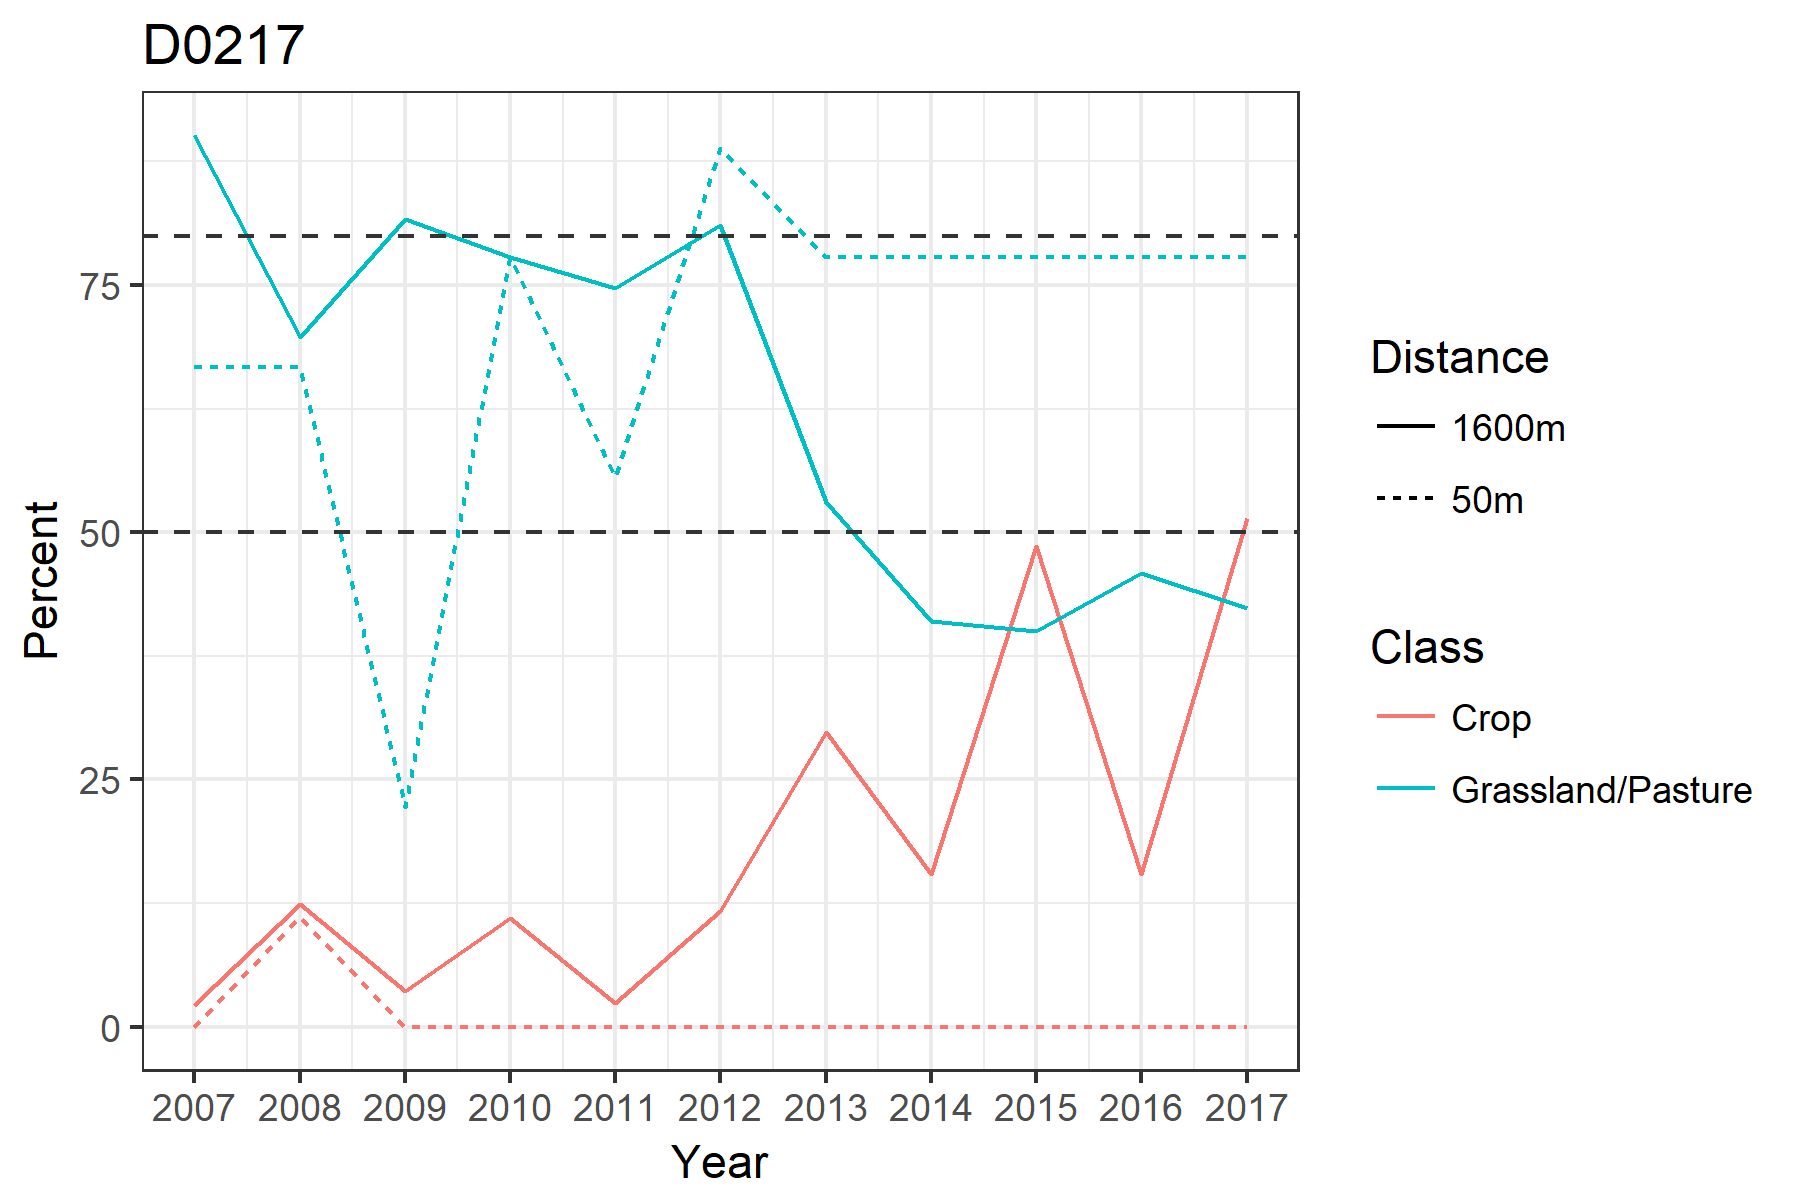 D0217
Percent
75
50
25
0
2007 2008 2009 2010 2011 2012 2013 2014 2015 2016 2017
Year
Distance
1600m
50m
Class
Crop
Grassland/Pasture